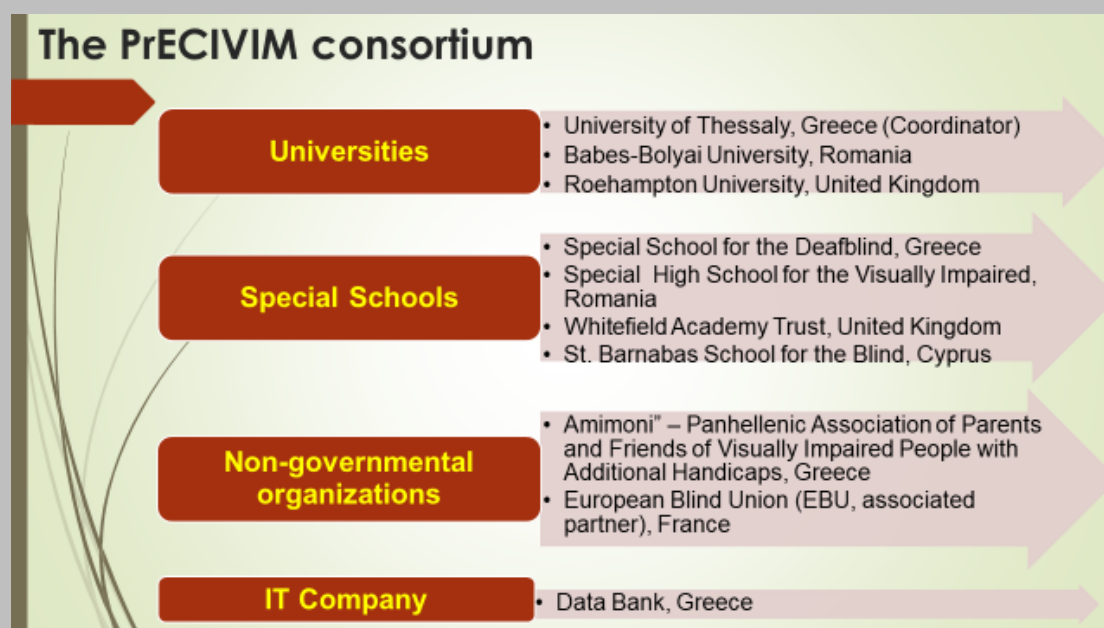 The PrECIVIM consortium
Universities
• University of Thessaly, Greece (Coordinator)
• Babes-Bolyai University, Romania
• Roehampton University, United Kingdom
Special Schools
• Special School for the Deafblind, Greece
• Special High School for the Visually Impaired,
Romania
• Whitefield Academy Trust, United Kingdom
• St. Barnabas School for the Blind, Cyprus
Non-governmental
organizations
• Amimoni” – Panhellenic Association of Parents
and Friends of Visually Impaired People with
Additional Handicaps, Greece
• European Blind Union (EBU, associated
partner), France
IT Company
• Data Bank, Greece